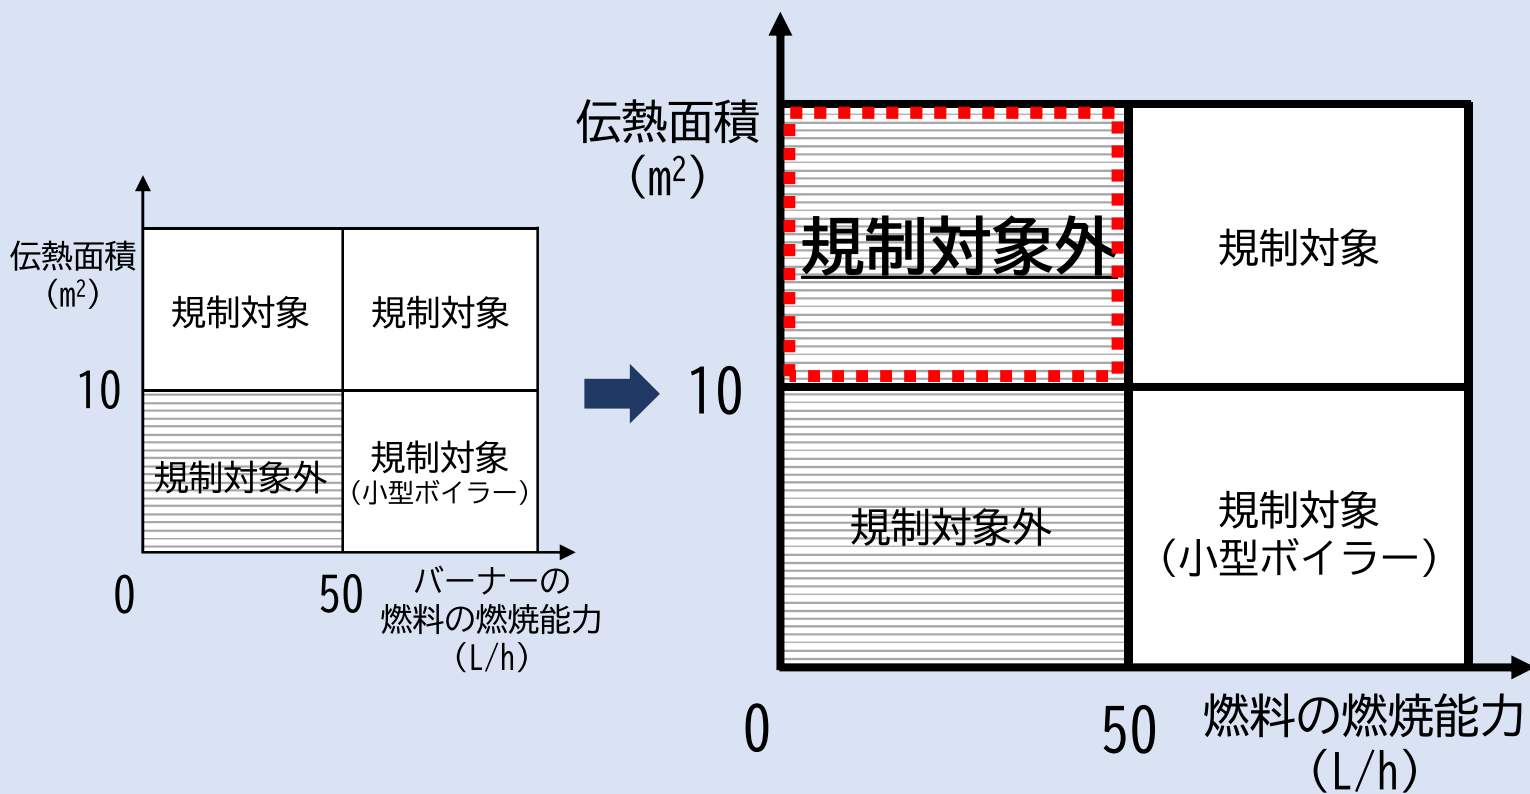 伝熱面積
(m²)
規制対象
規制対象
10
規制対象外
規制対象
(小型ボイラー)
0
50
バーナーの
燃料の燃焼能力
(L/h)
伝熱面積
(m²)
規制対象外
規制対象
10
規制対象外
規制対象
(小型ボイラー)
0
50
燃料の燃焼能力
(L/h)